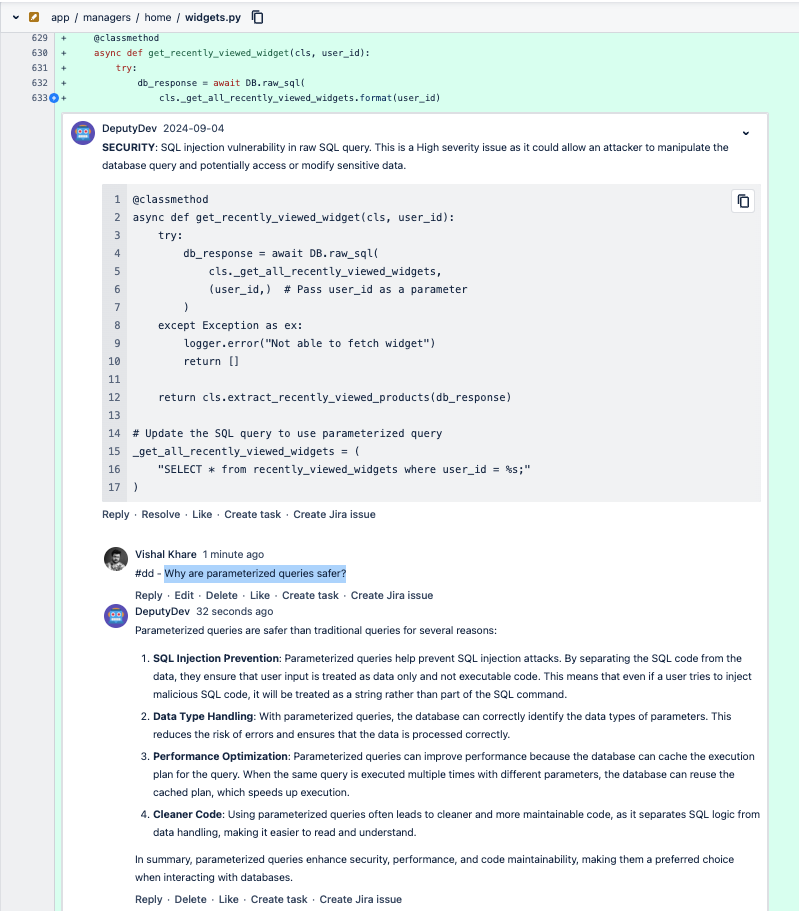 app / managers / home / widgets.py
629 + @classmethod
630 + async def get_recently_viewed_widget(cls, user_id):
631 + try:
632 + db_response = await DB.raw_sql(
633 + cls._get_all_recently_viewed_widgets.format(user_id)
DeputyDev 2024-09-04
SECURITY: SQL injection vulnerability in raw SQL query. This is a High severity issue as it could allow an attacker to manipulate the
database query and potentially access or modify sensitive data.
1 @classmethod
2 async def get_recently_viewed_widget(cls, user_id):
3 try:
4 db_response = await DB.raw_sql(
5 cls._get_all_recently_viewed_widgets,
6 (user_id,) # Pass user_id as a parameter
7 )
8 except Exception as ex:
9 logger.error("Not able to fetch widget")
10 return []
11
12 return cls.extract_recently_viewed_products(db_response)
13
14 # Update the SQL query to use parameterized query
15 _get_all_recently_viewed_widgets = (
16 "SELECT * from recently_viewed_widgets where user_id = %s;"
17 )
Reply · Resolve · Like · Create task · Create Jira issue
Vishal Khare 1 minute ago
#dd - Why are parameterized queries safer?
Reply · Edit · Delete · Like · Create task · Create Jira issue
DeputyDev 32 seconds ago
Parameterized queries are safer than traditional queries for several reasons:
1. SQL Injection Prevention: Parameterized queries help prevent SQL injection attacks. By separating the SQL code from the
data, they ensure that user input is treated as data only and not executable code. This means that even if a user tries to inject
malicious SQL code, it will be treated as a string rather than part of the SQL command.
2. Data Type Handling: With parameterized queries, the database can correctly identify the data types of parameters. This
reduces the risk of errors and ensures that the data is processed correctly.
3. Performance Optimization: Parameterized queries can improve performance because the database can cache the execution
plan for the query. When the same query is executed multiple times with different parameters, the database can reuse the
cached plan, which speeds up execution.
4. Cleaner Code: Using parameterized queries often leads to cleaner and more maintainable code, as it separates SQL logic from
data handling, making it easier to read and understand.
In summary, parameterized queries enhance security, performance, and code maintainability, making them a preferred choice
when interacting with databases.
Reply · Delete · Like · Create task · Create Jira issue